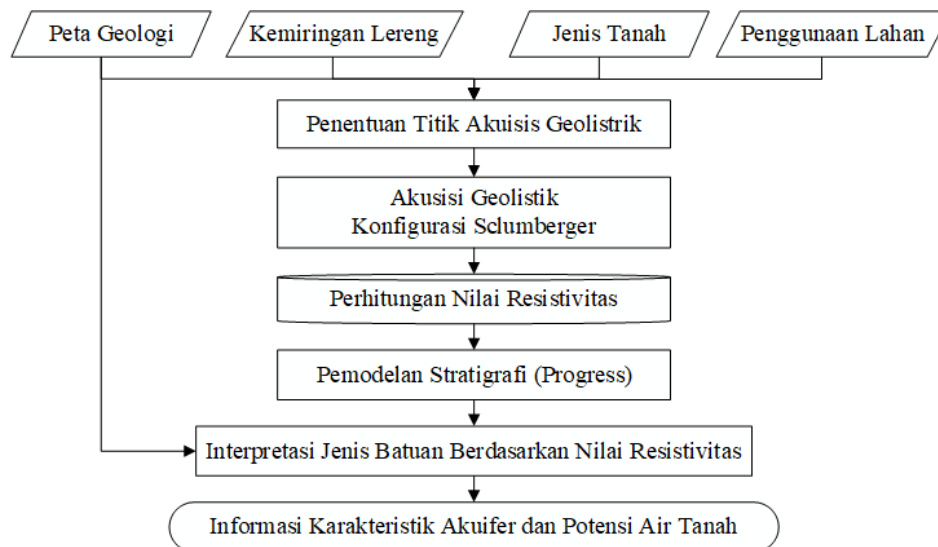 Peta Geologi
Kemiringan Lereng
Jenis Tanah
Penggunaan Lahan
Penentuan Titik Akuisis Geolistrik
Akusisi Geolistik
Konfigurasi Sclumberger
Perhitungan Nilai Resistivitas
Pemodelan Stratigrafi (Progress)
Interpretasi Jenis Batuan Berdasarkan Nilai Resistivitas
Informasi Karakteristik Akuifer dan Potensi Air Tanah